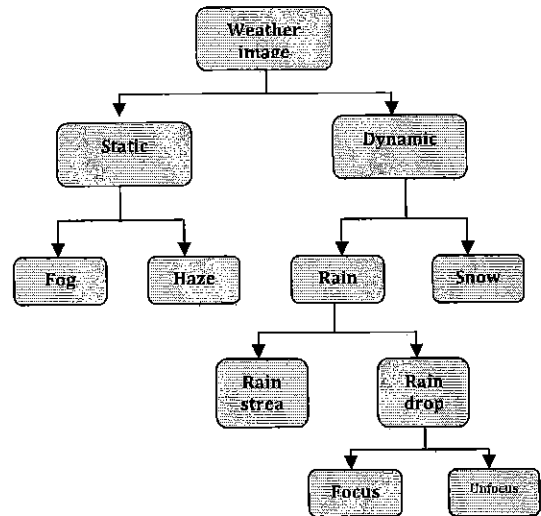 Weather
image
Static
Dynamic
Fog
Haze
Rain
Snow
Rain
strea
Rain
drop
Focus
Unfocus